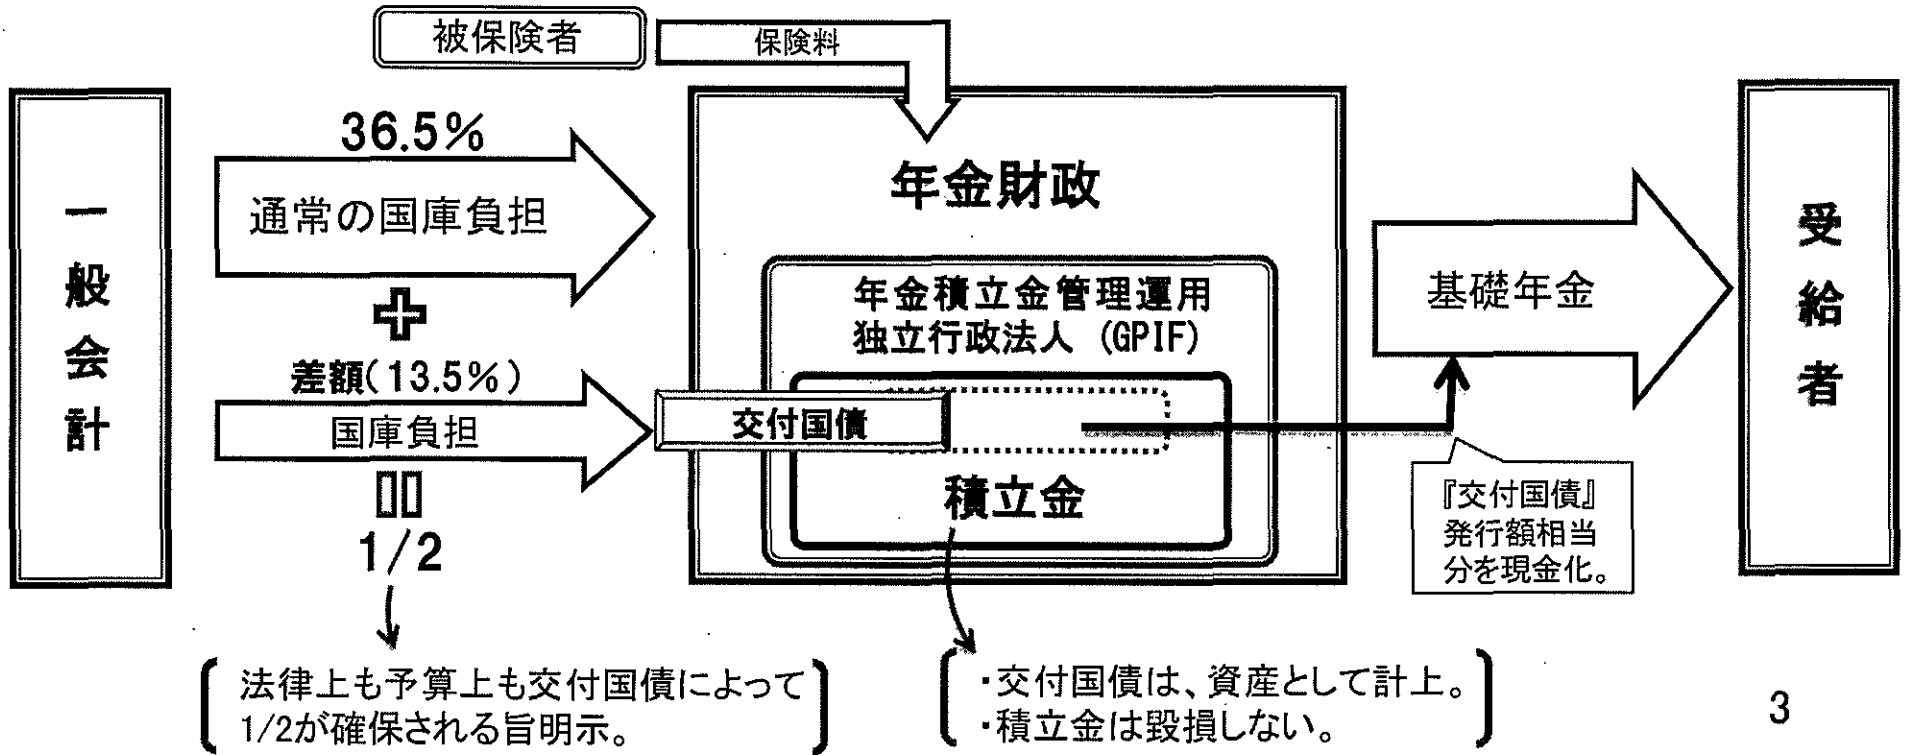 被保険者
保険料
一般会計
36.5%
通常の国庫負担
+
差額(13.5%)
国庫負担
=
1/2
年金財政
年金積立金管理運用
独立行政法人 (GPIF)
交付国債
積立金
基礎年金
受給者
『交付国債』
発行額相当
分を現金化。
法律上も予算上も交付国債によって
1/2が確保される旨明示。
・交付国債は、資産として計上。
・積立金は毀損しない。
3